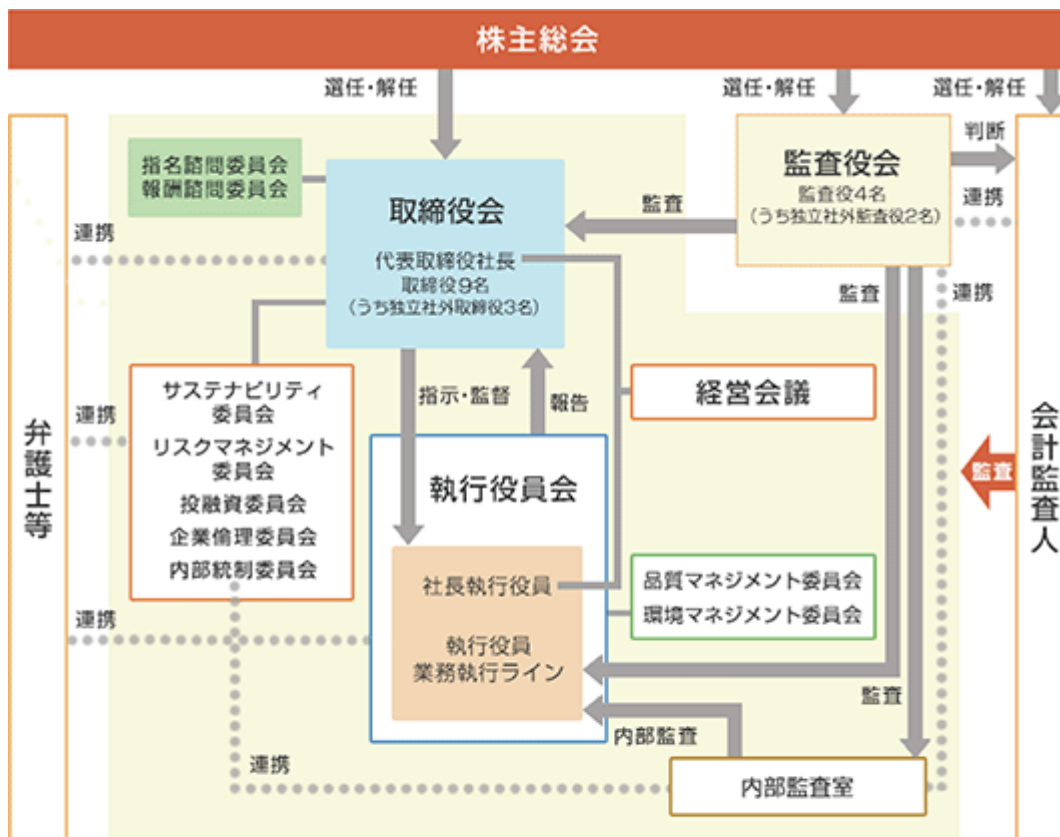 株主総会
選任・解任
選任・解任
選任・解任
指名諮問委員会
報酬諮問委員会
取締役会
代表取締役社長
取締役9名
(うち独立社外取締役3名)
監査
監査役会
監査役4名
(うち独立社外監査役2名)
判断
連携
連携
監査
連携
サステナビリティ
委員会
リスクマネジメント
委員会
投融資委員会
企業倫理委員会
内部統制委員会
連携
指示・監督
報告
経営会議
弁護士等
会計監査人
監査
執行役員会
社長執行役員
執行役員
業務執行ライン
品質マネジメント委員会
環境マネジメント委員会
連携
監査
内部監査
連携
内部監査室